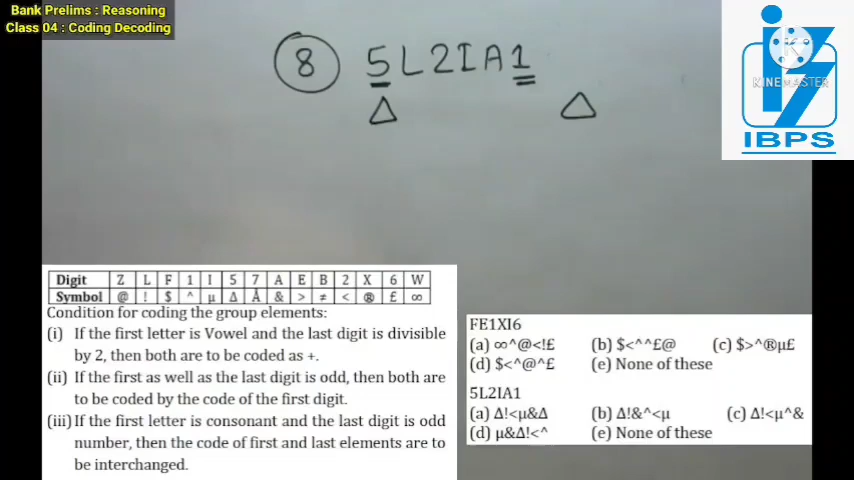 Bank Prelims : Reasoning
Class 04 : Coding Decoding
8 5L2IA1
Δ Δ
KINEMASTER
IBPS
Digit Z L F 1 I 5 7 A E B 2 X 6 W
Symbol @ ! $ ^ µ Δ Å & > ≠ < ® £ ∞
Condition for coding the group elements:
(i) If the first letter is Vowel and the last digit is divisible
by 2, then both are to be coded as +.
(ii) If the first as well as the last digit is odd, then both are
to be coded by the code of the first digit.
(iii) If the first letter is consonant and the last digit is odd
number, then the code of first and last elements are to
be interchanged.
FE1XI6
(a) ∞^@<!£ (b) $<^^£@ (c) $>^®µ£
(d) $<^@^£ (e) None of these
5L2IA1
(a) Δ!<µ&Δ (b) Δ!&^<µ (c) Δ!<µ^&
(d) µ&Δ!<^ (e) None of these